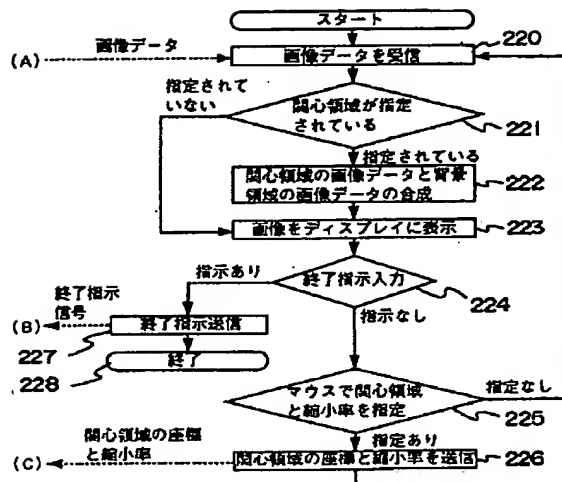 スタート
220
画像データ
(A)
画像データを受信
指定されて
いない
関心領域が指定
されている
221
指定されている
関心領域の画像データと背景
領域の画像データの合成
222
画像をディスプレイに表示
223
終了指示入力
224
指示あり
指示なし
終了指示
信号
(B)
終了指示送信
227
終了
228
マウスで関心領域
と縮小率を指定
指定なし
225
指定あり
関心領域の座標
と縮小率
(C)
関心領域の座標と縮小率を送信
226